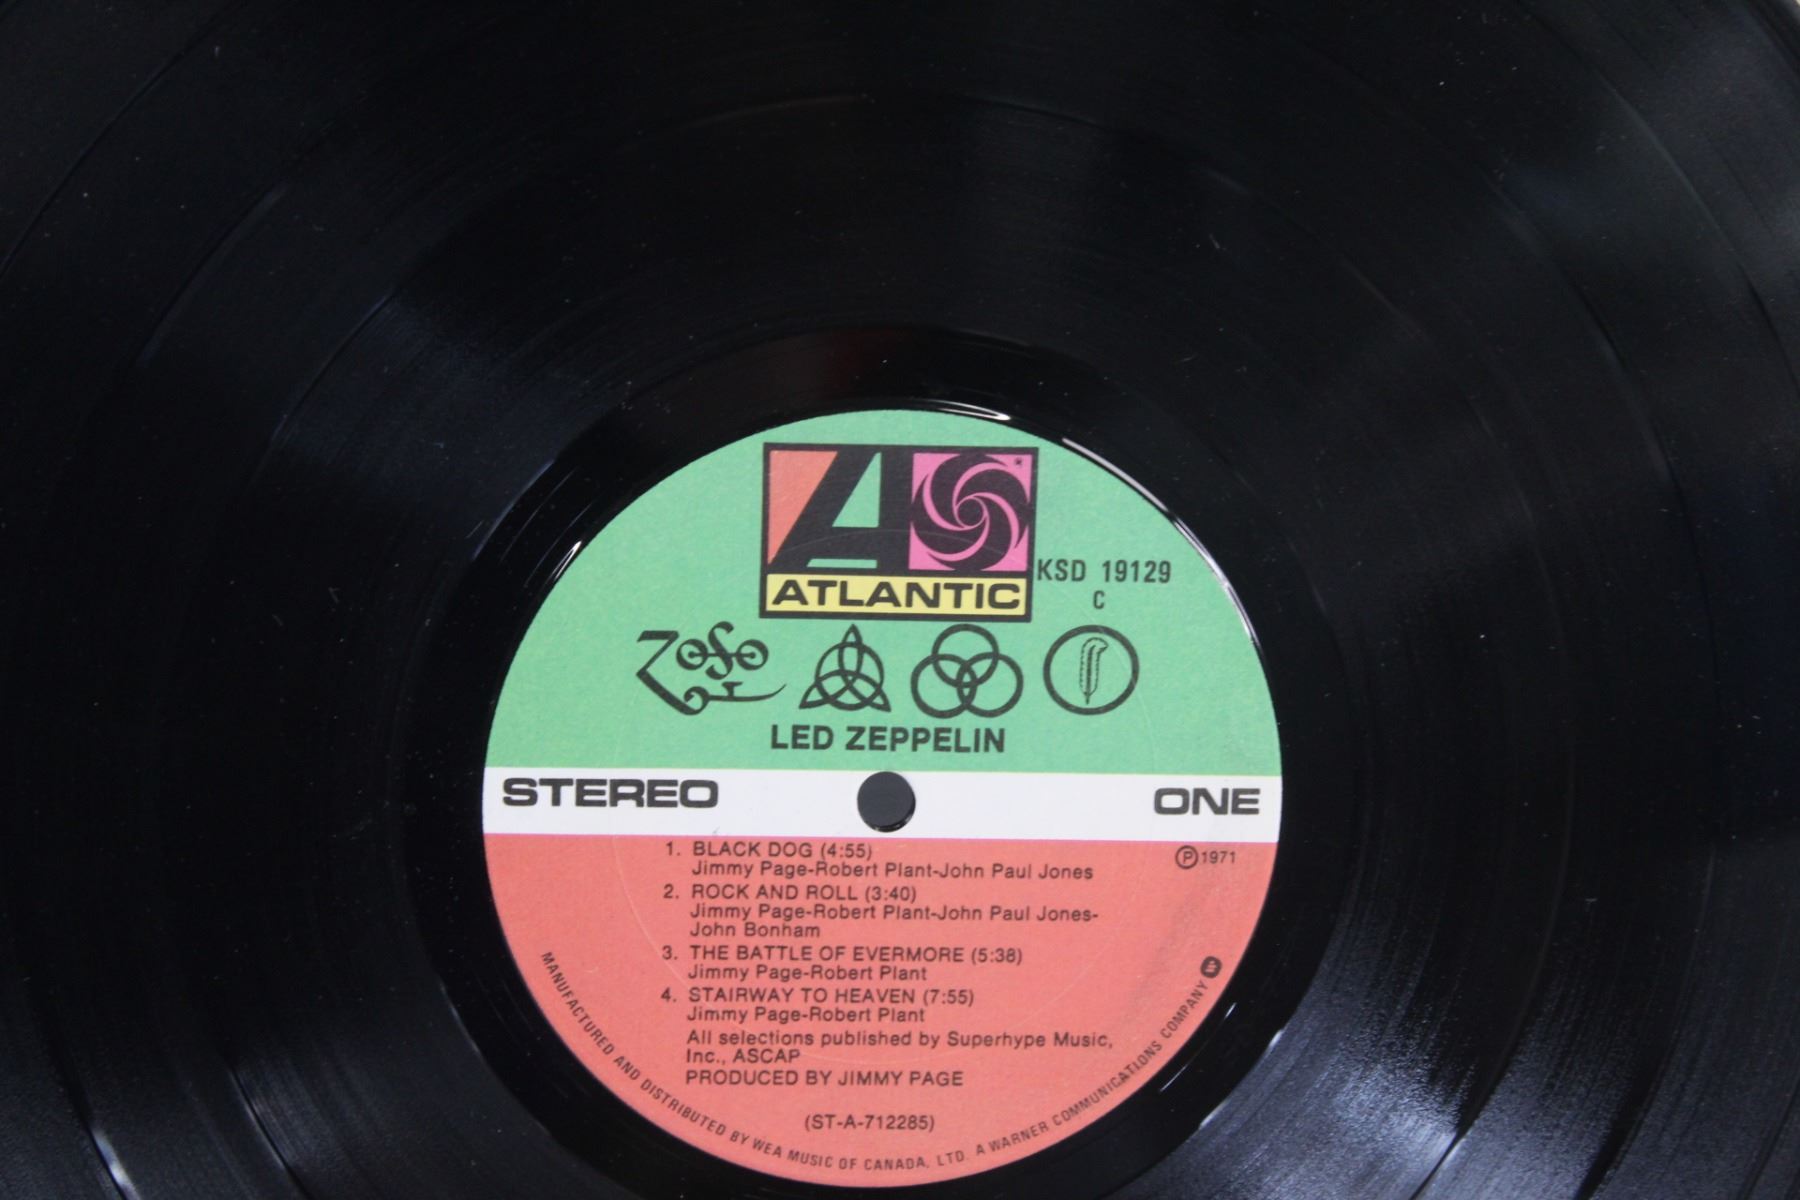 ATLANTIC
KSD 19129
C
LED ZEPPELIN
STEREO
ONE
℗1971
1. BLACK DOG (4:55)
Jimmy Page-Robert Plant-John Paul Jones
2. ROCK AND ROLL (3:40)
Jimmy Page-Robert Plant-John Paul Jones-
John Bonham
3. THE BATTLE OF EVERMORE (5:38)
Jimmy Page-Robert Plant
4. STAIRWAY TO HEAVEN (7:55)
Jimmy Page-Robert Plant
All selections published by Superhype Music,
Inc., ASCAP
PRODUCED BY JIMMY PAGE
(ST-A-712285)
MANUFACTURED AND DISTRIBUTED BY WEA MUSIC OF CANADA, LTD. A WARNER COMMUNICATIONS COMPANY